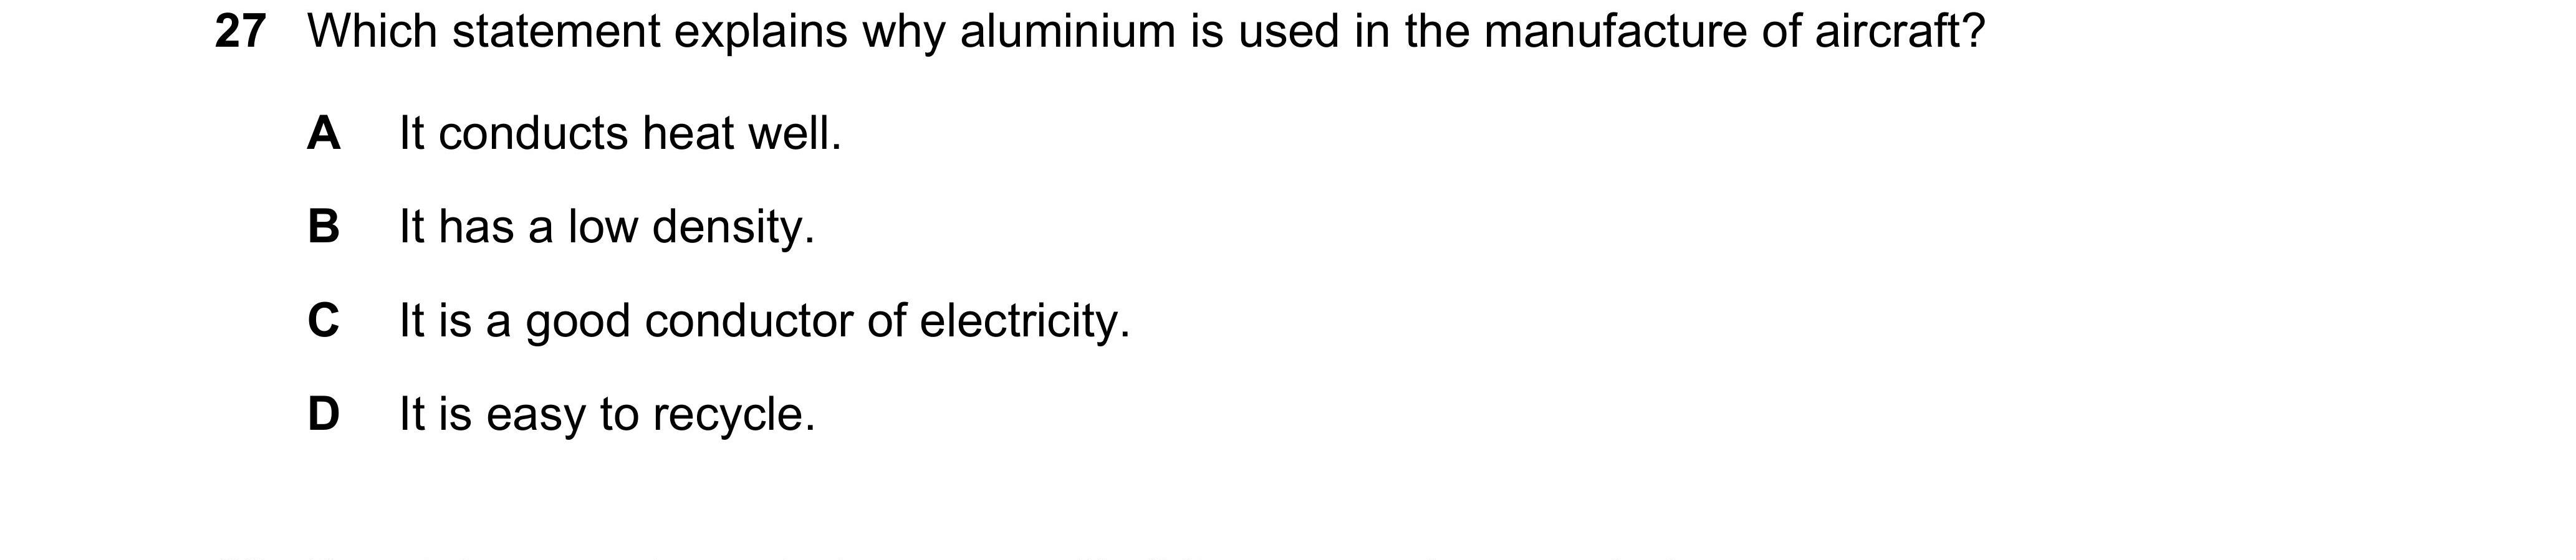 27 Which statement explains why aluminium is used in the manufacture of aircraft?
A It conducts heat well.
B It has a low density.
C It is a good conductor of electricity.
D It is easy to recycle.